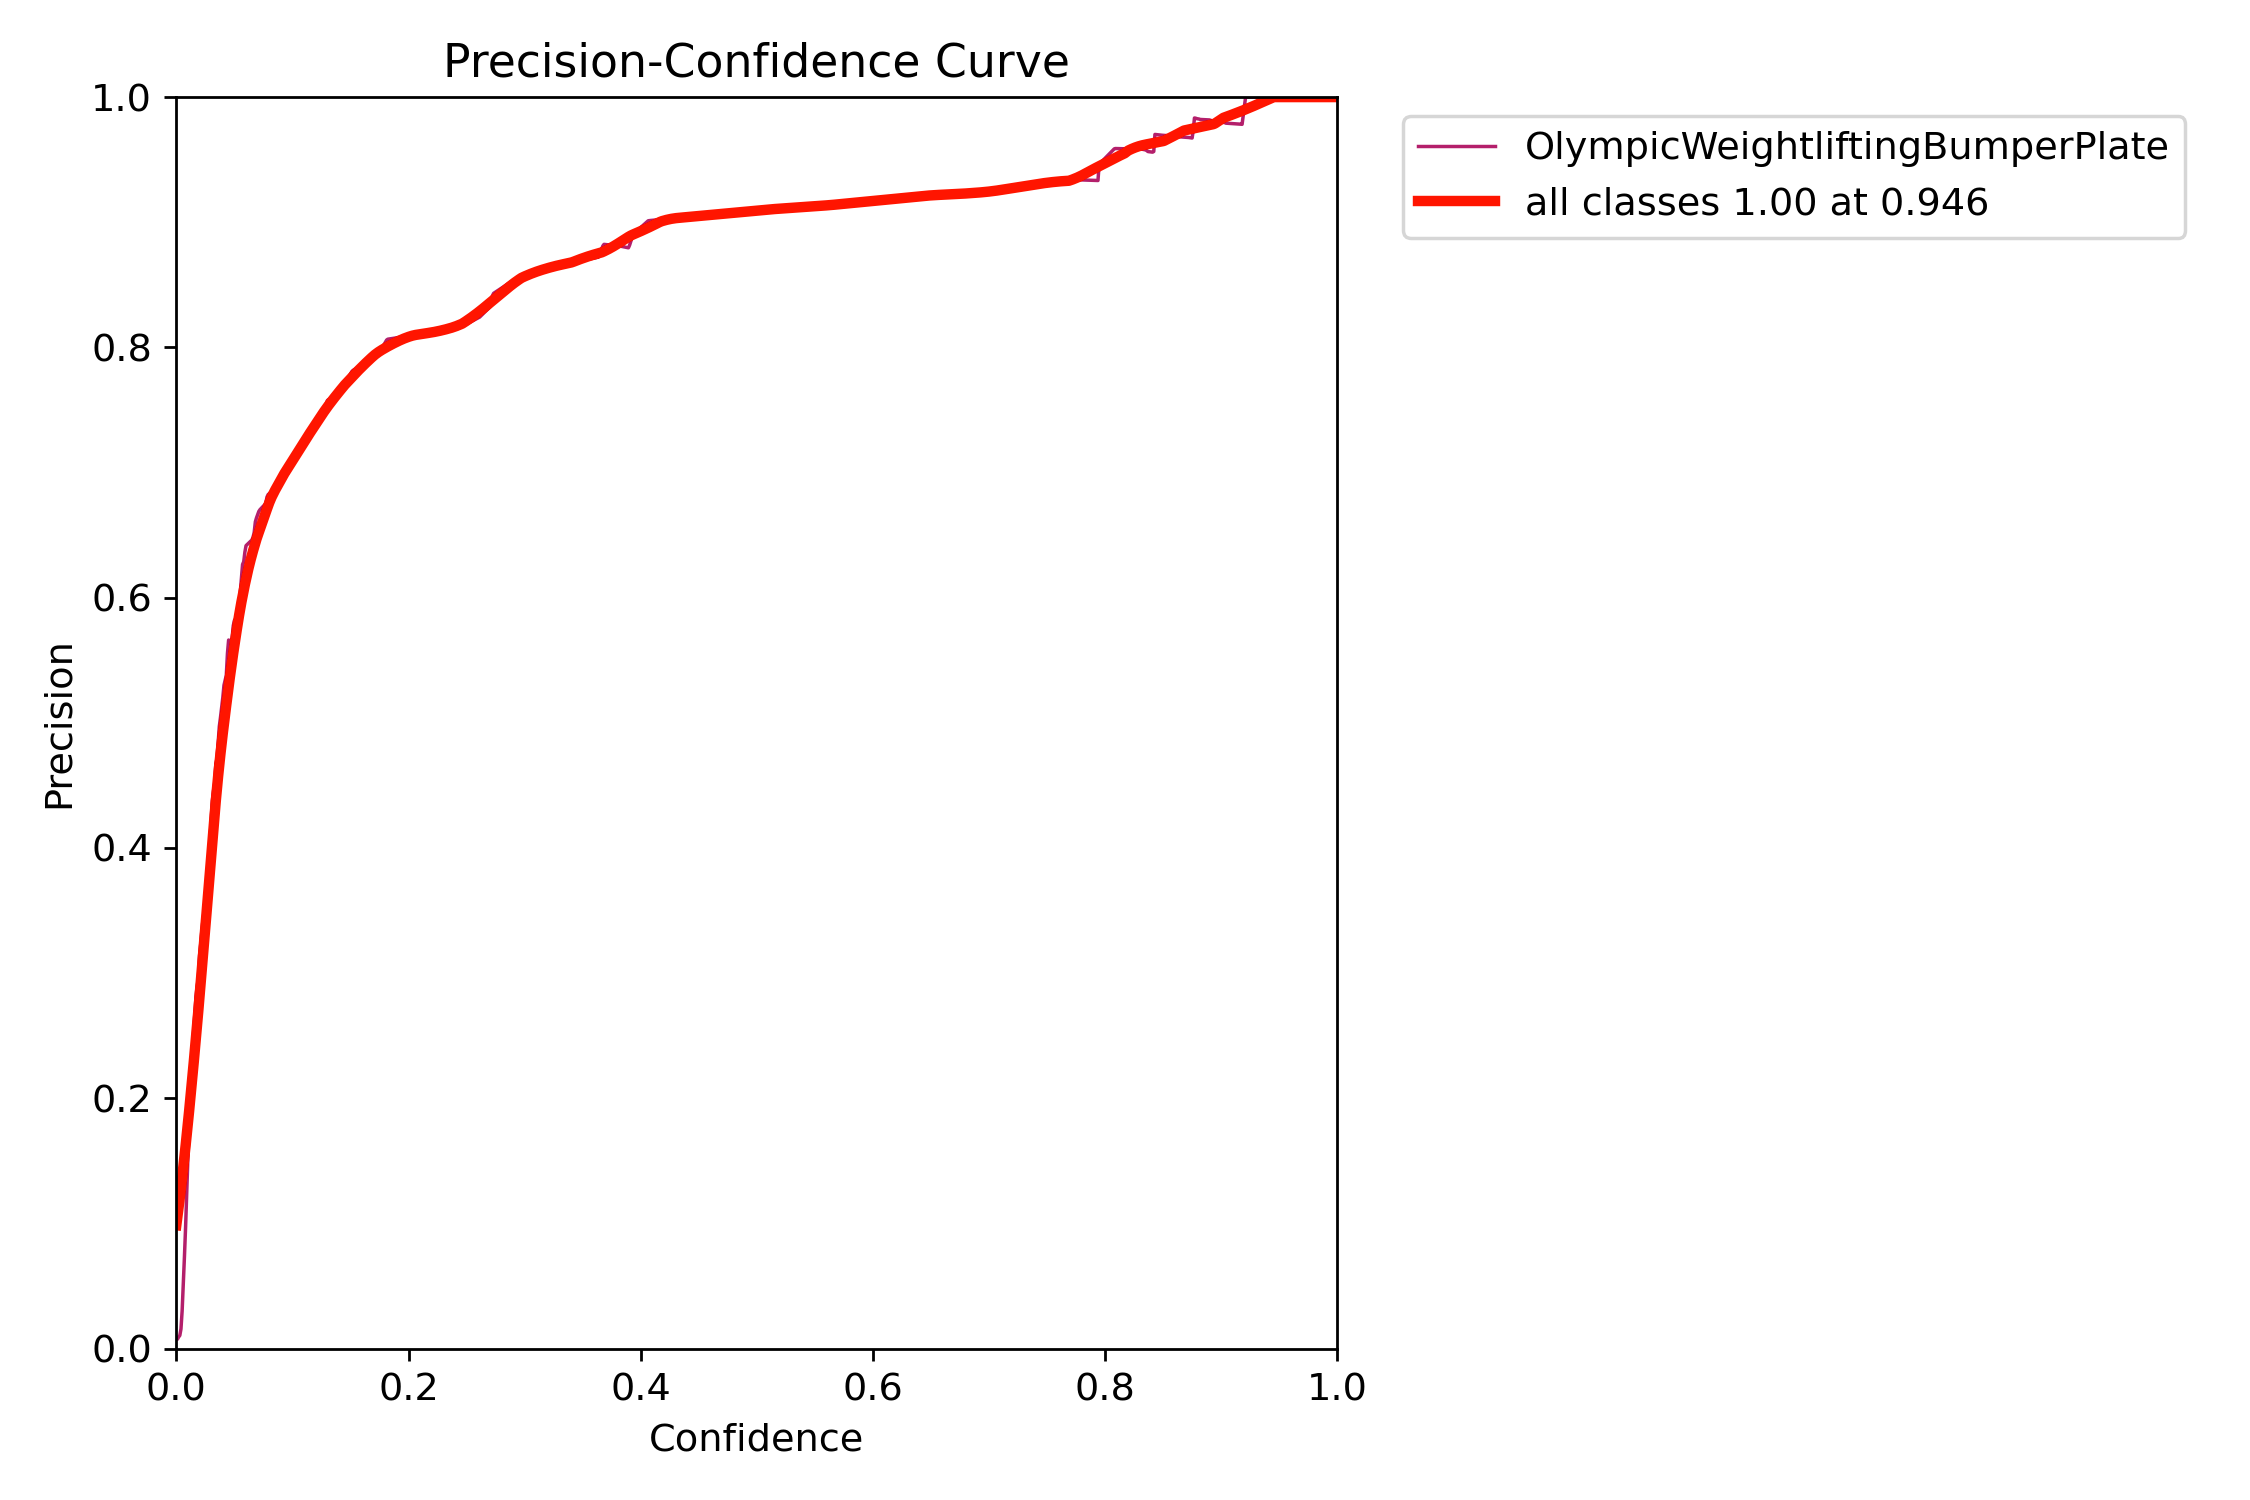 Precision-Confidence Curve
OlympicWeightliftingBumperPlate
all classes 1.00 at 0.946
Precision
1.0
0.8
0.6
0.4
0.2
0.0
0.0 0.2 0.4 0.6 0.8 1.0
Confidence